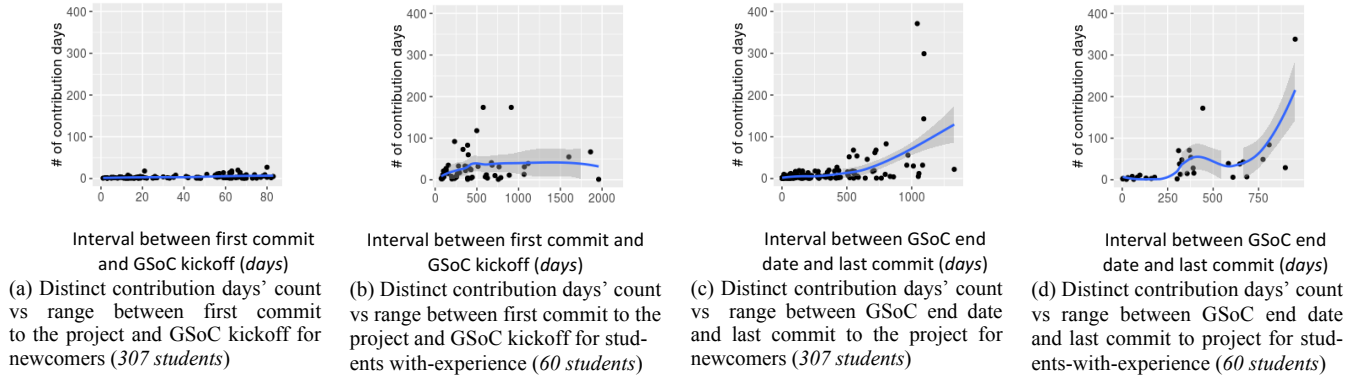 # of contribution days
400
300
200
100
0
0
20
40
60
80
Interval between first commit
and GSoC kickoff (days)
(a) Distinct contribution days' count
vs range between first commit
to the project and GSoC kickoff for
newcomers (307 students)
# of contribution days
400
300
200
100
0
0
500
1000
1500
2000
Interval between first commit and
GSoC kickoff (days)
(b) Distinct contribution days' count
vs range between first commit to the
project and GSoC kickoff for stud-
ents with-experience (60 students)
# of contribution days
400
300
200
100
0
0
500
1000
Interval between GSoC end
date and last commit (days)
(c) Distinct contribution days' count
vs range between GSoC end date
and last commit to the project for
newcomers (307 students)
# of contribution days
400
300
200
100
0
0
250
500
750
Interval between GSoC end
date and last commit (days)
(d) Distinct contribution days' count
vs range between GSoC end date
and last commit to project for stud-
ents-with-experience (60 students)